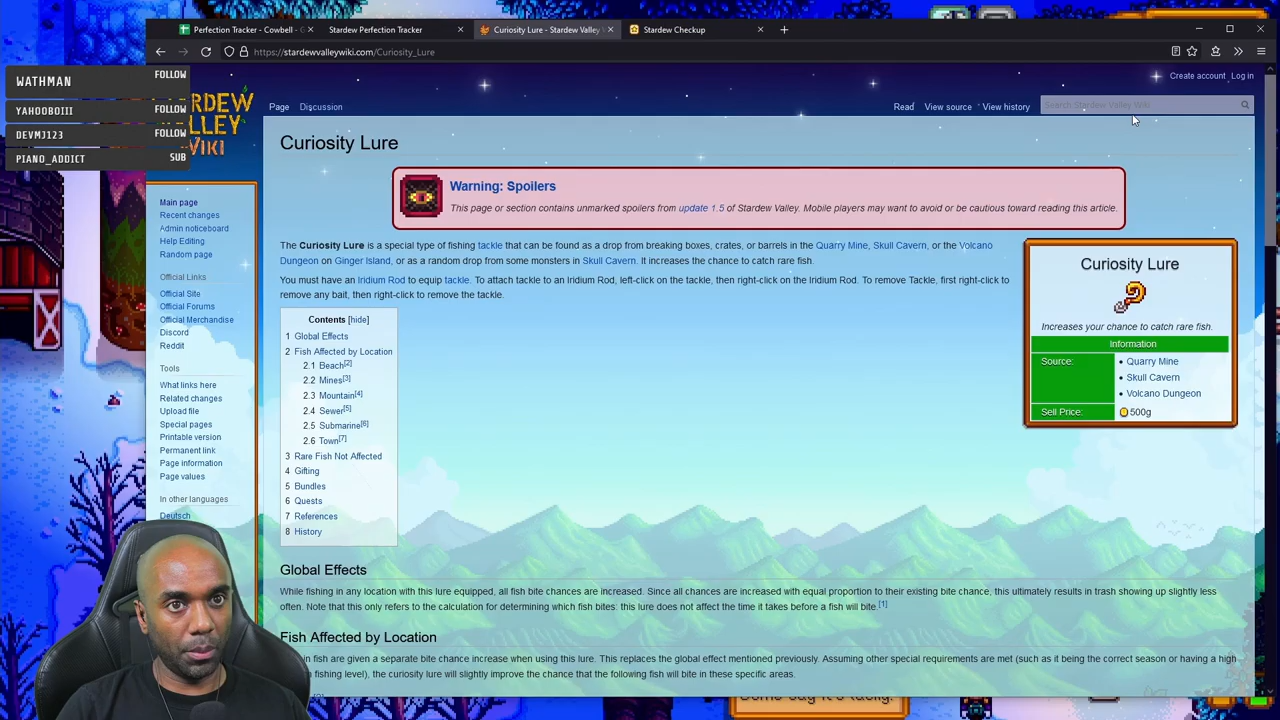 Perfection Tracker - Cowbell - G
Stardew Perfection Tracker
Curiosity Lure - Stardew Valley W
Stardew Checkup
https://stardewvalleywiki.com/Curiosity_Lure
WATHMAN FOLLOW
YAHOOBOIII FOLLOW
DEVMJ123 FOLLOW
PIANO_ADDICT SUB
ARDEW
VALLEY
WIKI
Create account Log in
Page Discussion
Read View source View history Search Stardew Valley Wiki
Main page
Recent changes
Admin noticeboard
Help Editing
Random page
Official Links
Official Site
Official Forums
Official Merchandise
Discord
Reddit
Tools
What links here
Related changes
Upload file
Special pages
Printable version
Permanent link
Page information
Page values
In other languages
Deutsch
Curiosity Lure
Warning: Spoilers
This page or section contains unmarked spoilers from update 1.5 of Stardew Valley. Mobile players may want to avoid or be cautious toward reading this article.
The Curiosity Lure is a special type of fishing tackle that can be found as a drop from breaking boxes, crates, or barrels in the Quarry Mine, Skull Cavern, or the Volcano
Dungeon on Ginger Island, or as a random drop from some monsters in Skull Cavern. It increases the chance to catch rare fish.
You must have an Iridium Rod to equip tackle. To attach tackle to an Iridium Rod, left-click on the tackle, then right-click on the Iridium Rod. To remove Tackle, first right-click to
remove any bait, then right-click to remove the tackle.
Contents [hide]
1 Global Effects
2 Fish Affected by Location
2.1 Beach[2]
2.2 Mines[3]
2.3 Mountain[4]
2.4 Sewer[5]
2.5 Submarine[6]
2.6 Town[7]
3 Rare Fish Not Affected
4 Gifting
5 Bundles
6 Quests
7 References
8 History
Curiosity Lure
Increases your chance to catch rare fish.
Information
Source:
• Quarry Mine
• Skull Cavern
• Volcano Dungeon
Sell Price: 500g
Global Effects
While fishing in any location with this lure equipped, all fish bite chances are increased. Since all chances are increased with equal proportion to their existing bite chance, this ultimately results in trash showing up slightly less
often. Note that this only refers to the calculation for determining which fish bites: this lure does not affect the time it takes before a fish will bite.[1]
Fish Affected by Location
in fish are given a separate bite chance increase when using this lure. This replaces the global effect mentioned previously. Assuming other special requirements are met (such as it being the correct season or having a high
fishing level), the curiosity lure will slightly improve the chance that the following fish will bite in these specific areas.